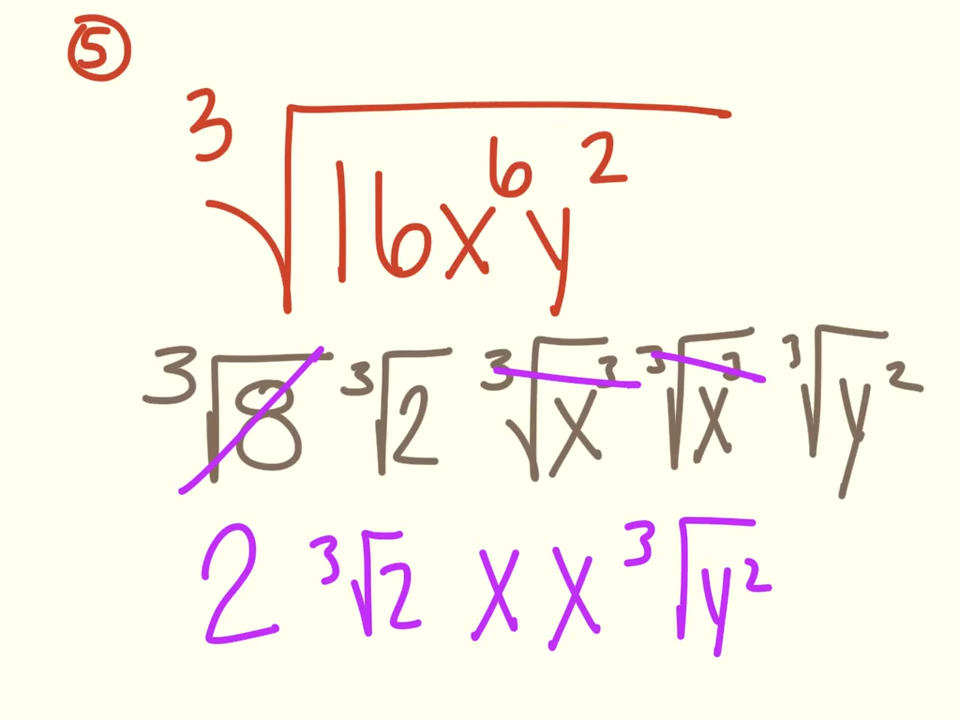 ⑤
∛(16x⁶y²)
∛8 ∛2 ∛x³ ∛x³ ∛y²
2 ∛2 x x ∛y²